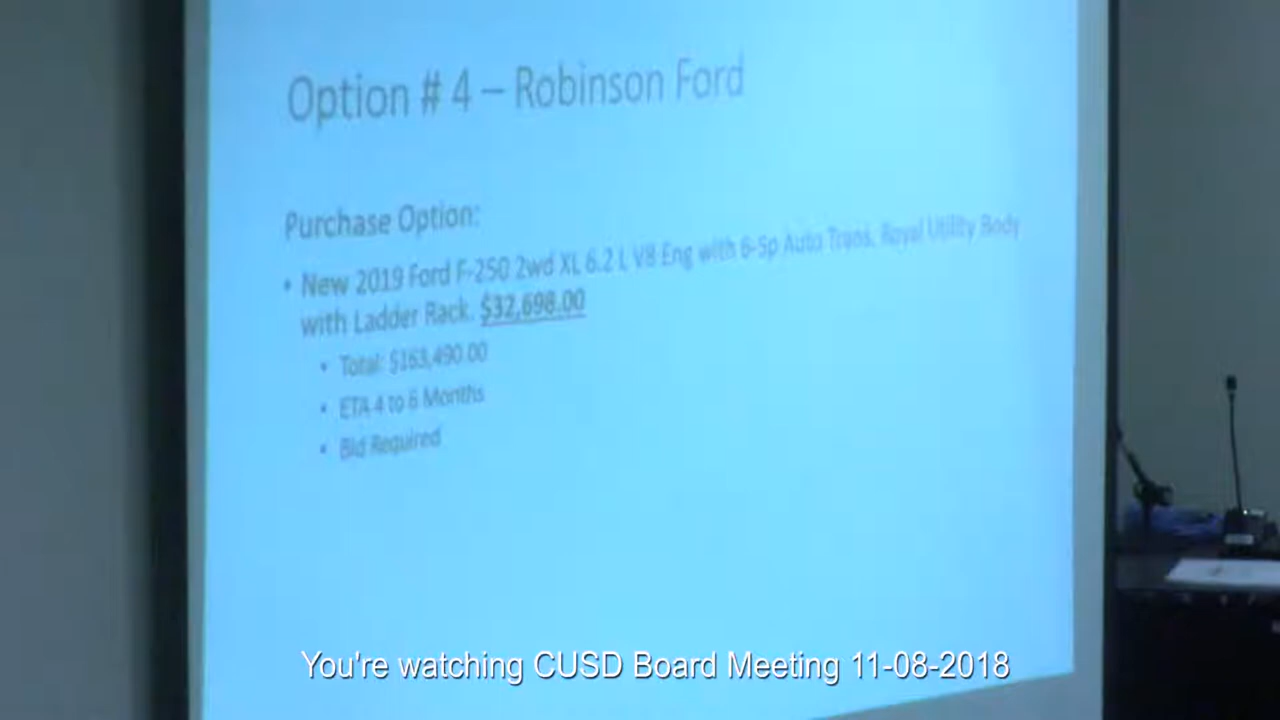 Option # 4 – Robinson Ford
Purchase Option:
• New 2019 Ford F-250 2wd XL 6.2 L V8 Eng with 6-Sp Auto Trans, Royal Utility Body
with Ladder Rack. $32,698.00
• Total: $163,490.00
• ETA 4 to 6 Months
• Bid Required
You're watching CUSD Board Meeting 11-08-2018